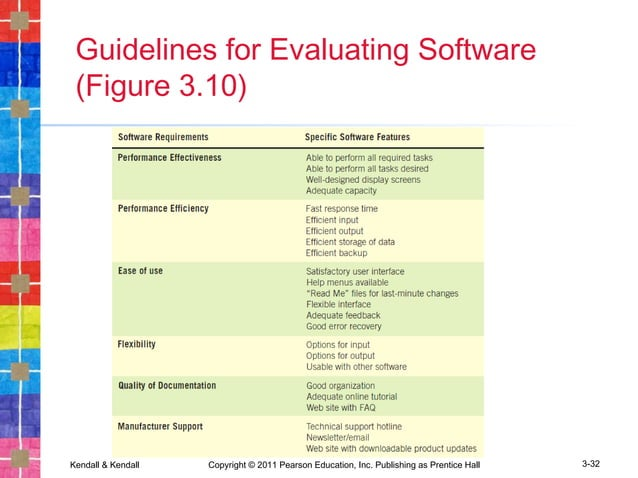 Guidelines for Evaluating Software
(Figure 3.10)
Software Requirements Specific Software Features
Performance Effectiveness Able to perform all required tasks
Able to perform all tasks desired
Well-designed display screens
Adequate capacity
Performance Efficiency Fast response time
Efficient input
Efficient output
Efficient storage of data
Efficient backup
Ease of use Satisfactory user interface
Help menus available
“Read Me” files for last-minute changes
Flexible interface
Adequate feedback
Good error recovery
Flexibility Options for input
Options for output
Usable with other software
Quality of Documentation Good organization
Adequate online tutorial
Web site with FAQ
Manufacturer Support Technical support hotline
Newsletter/email
Web site with downloadable product updates
Kendall & Kendall Copyright © 2011 Pearson Education, Inc. Publishing as Prentice Hall 3-32